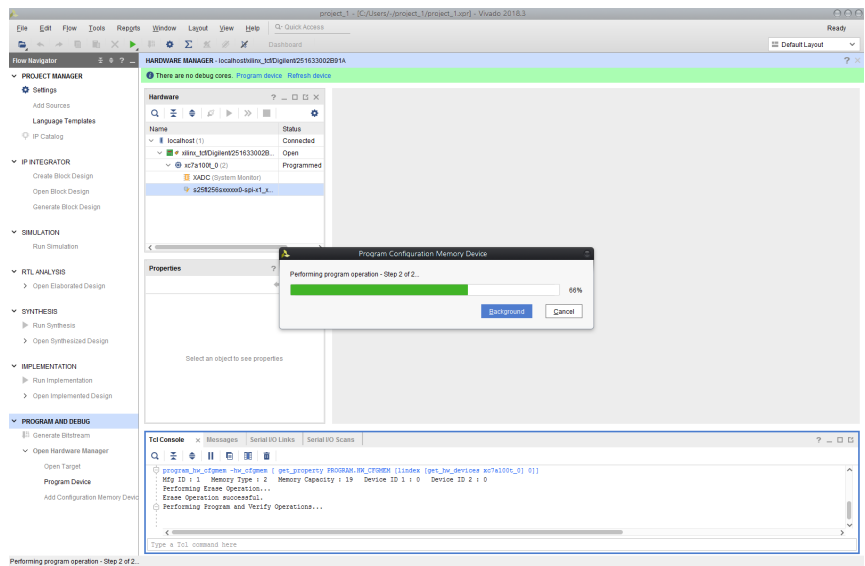 project_1 - [C:/Users/-/project_1/project_1.xpr] - Vivado 2018.3
File Edit Flow Tools Reports Window Layout View Help Q- Quick Access
Ready
Dashboard
Default Layout
Flow Navigator
HARDWARE MANAGER - localhost/xilinx_tcf/Digilent/251633002B91A
There are no debug cores. Program device Refresh device
PROJECT MANAGER
Settings
Add Sources
Language Templates
IP Catalog
IP INTEGRATOR
Create Block Design
Open Block Design
Generate Block Design
SIMULATION
Run Simulation
RTL ANALYSIS
Open Elaborated Design
SYNTHESIS
Run Synthesis
Open Synthesized Design
IMPLEMENTATION
Run Implementation
Open Implemented Design
PROGRAM AND DEBUG
Generate Bitstream
Open Hardware Manager
Open Target
Program Device
Add Configuration Memory Devic
Hardware
Name Status
localhost (1) Connected
xilinx_tcf/Digilent/251633002B... Open
xc7a100t_0 (2) Programmed
XADC (System Monitor)
s25fl256sxxxxxx0-spi-x1_x...
Properties
Select an object to see properties
Program Configuration Memory Device
Performing program operation - Step 2 of 2...
66%
Background Cancel
Tcl Console Messages Serial I/O Links Serial I/O Scans
program_hw_cfgmem -hw_cfgmem [ get_property PROGRAM.HW_CFGMEM [lindex [get_hw_devices xc7a100t_0] 0]]
Mfg ID : 1 Memory Type : 2 Memory Capacity : 19 Device ID 1 : 0 Device ID 2 : 0
Performing Erase Operation...
Erase Operation successful.
Performing Program and Verify Operations...
Type a Tcl command here
Performing program operation - Step 2 of 2...